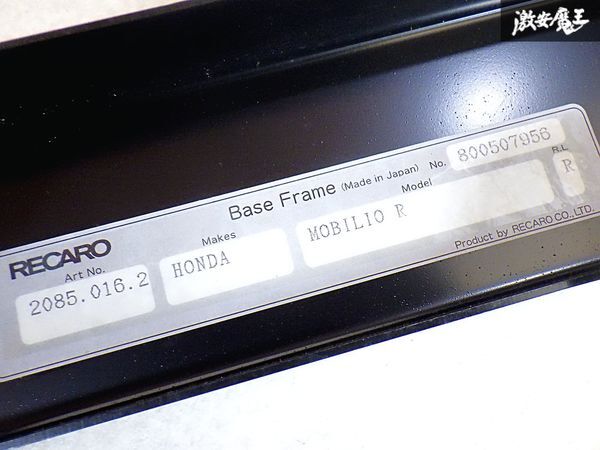 激安魔王
Base Frame (Made in Japan) No. 800507956
RECARO
Art No. 2085.016.2
Makes HONDA
Model MOBILIO R
R.L R
Product by RECARO CO.,LTD.